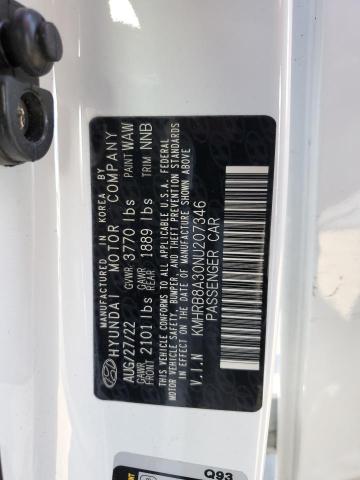 MANUFACTURED IN KOREA BY
HYUNDAI MOTOR COMPANY
AUG/27/22 GVWR 3770 lbs PAINT WAW
GAWR FRONT 2101 lbs GAWR REAR 1889 lbs TRIM NNB
THIS VEHICLE CONFORMS TO ALL APPLICABLE U.S.A. FEDERAL
MOTOR VEHICLE SAFETY, BUMPER, AND THEFT PREVENTION STANDARDS
IN EFFECT ON THE DATE OF MANUFACTURE SHOWN ABOVE.
V.I.N KMHRB8A30NU207346
PASSENGER CAR
Q93